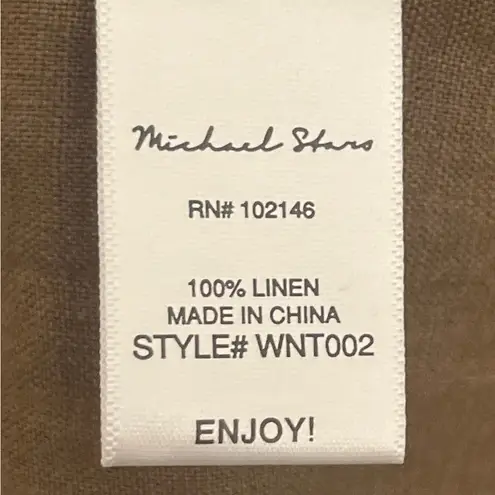 Michael Stars
RN# 102146
100% LINEN
MADE IN CHINA
STYLE# WNT002
ENJOY!